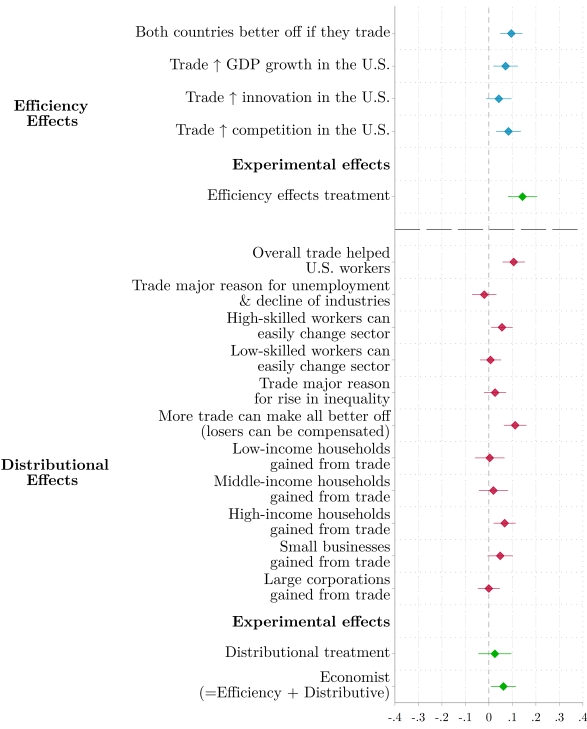 Both countries better off if they trade
Trade ↑ GDP growth in the U.S.
Trade ↑ innovation in the U.S.
Efficiency
Effects
Trade ↑ competition in the U.S.
Experimental effects
Efficiency effects treatment
Overall trade helped
U.S. workers
Trade major reason for unemployment
& decline of industries
High-skilled workers can
easily change sector
Low-skilled workers can
easily change sector
Trade major reason
for rise in inequality
More trade can make all better off
(losers can be compensated)
Low-income households
gained from trade
Distributional
Effects
Middle-income households
gained from trade
High-income households
gained from trade
Small businesses
gained from trade
Large corporations
gained from trade
Experimental effects
Distributional treatment
Economist
(=Efficiency + Distributive)
-.4 -.3 -.2 -.1 0 .1 .2 .3 .4